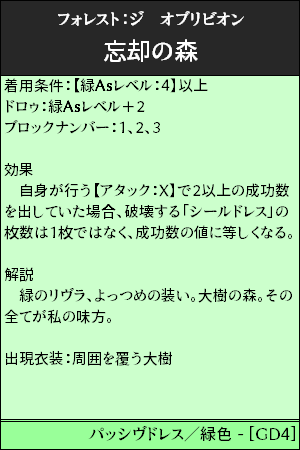 フォレスト：ジ　オブリビオン
忘却の森
着用条件：【緑Asレベル：4】以上
ドロゥ：緑Asレベル＋2
ブロックナンバー：1、2、3
効果
　自身が行う【アタック：X】で2以上の成功数
を出していた場合、破壊する「シールドレス」の
枚数は1枚ではなく、成功数の値に等しくなる。
解説
　緑のリヴラ、よっつめの装い。大樹の森。その
全てが私の味方。
出現衣装：周囲を覆う大樹
パッシヴドレス／緑色 - ［GD4］